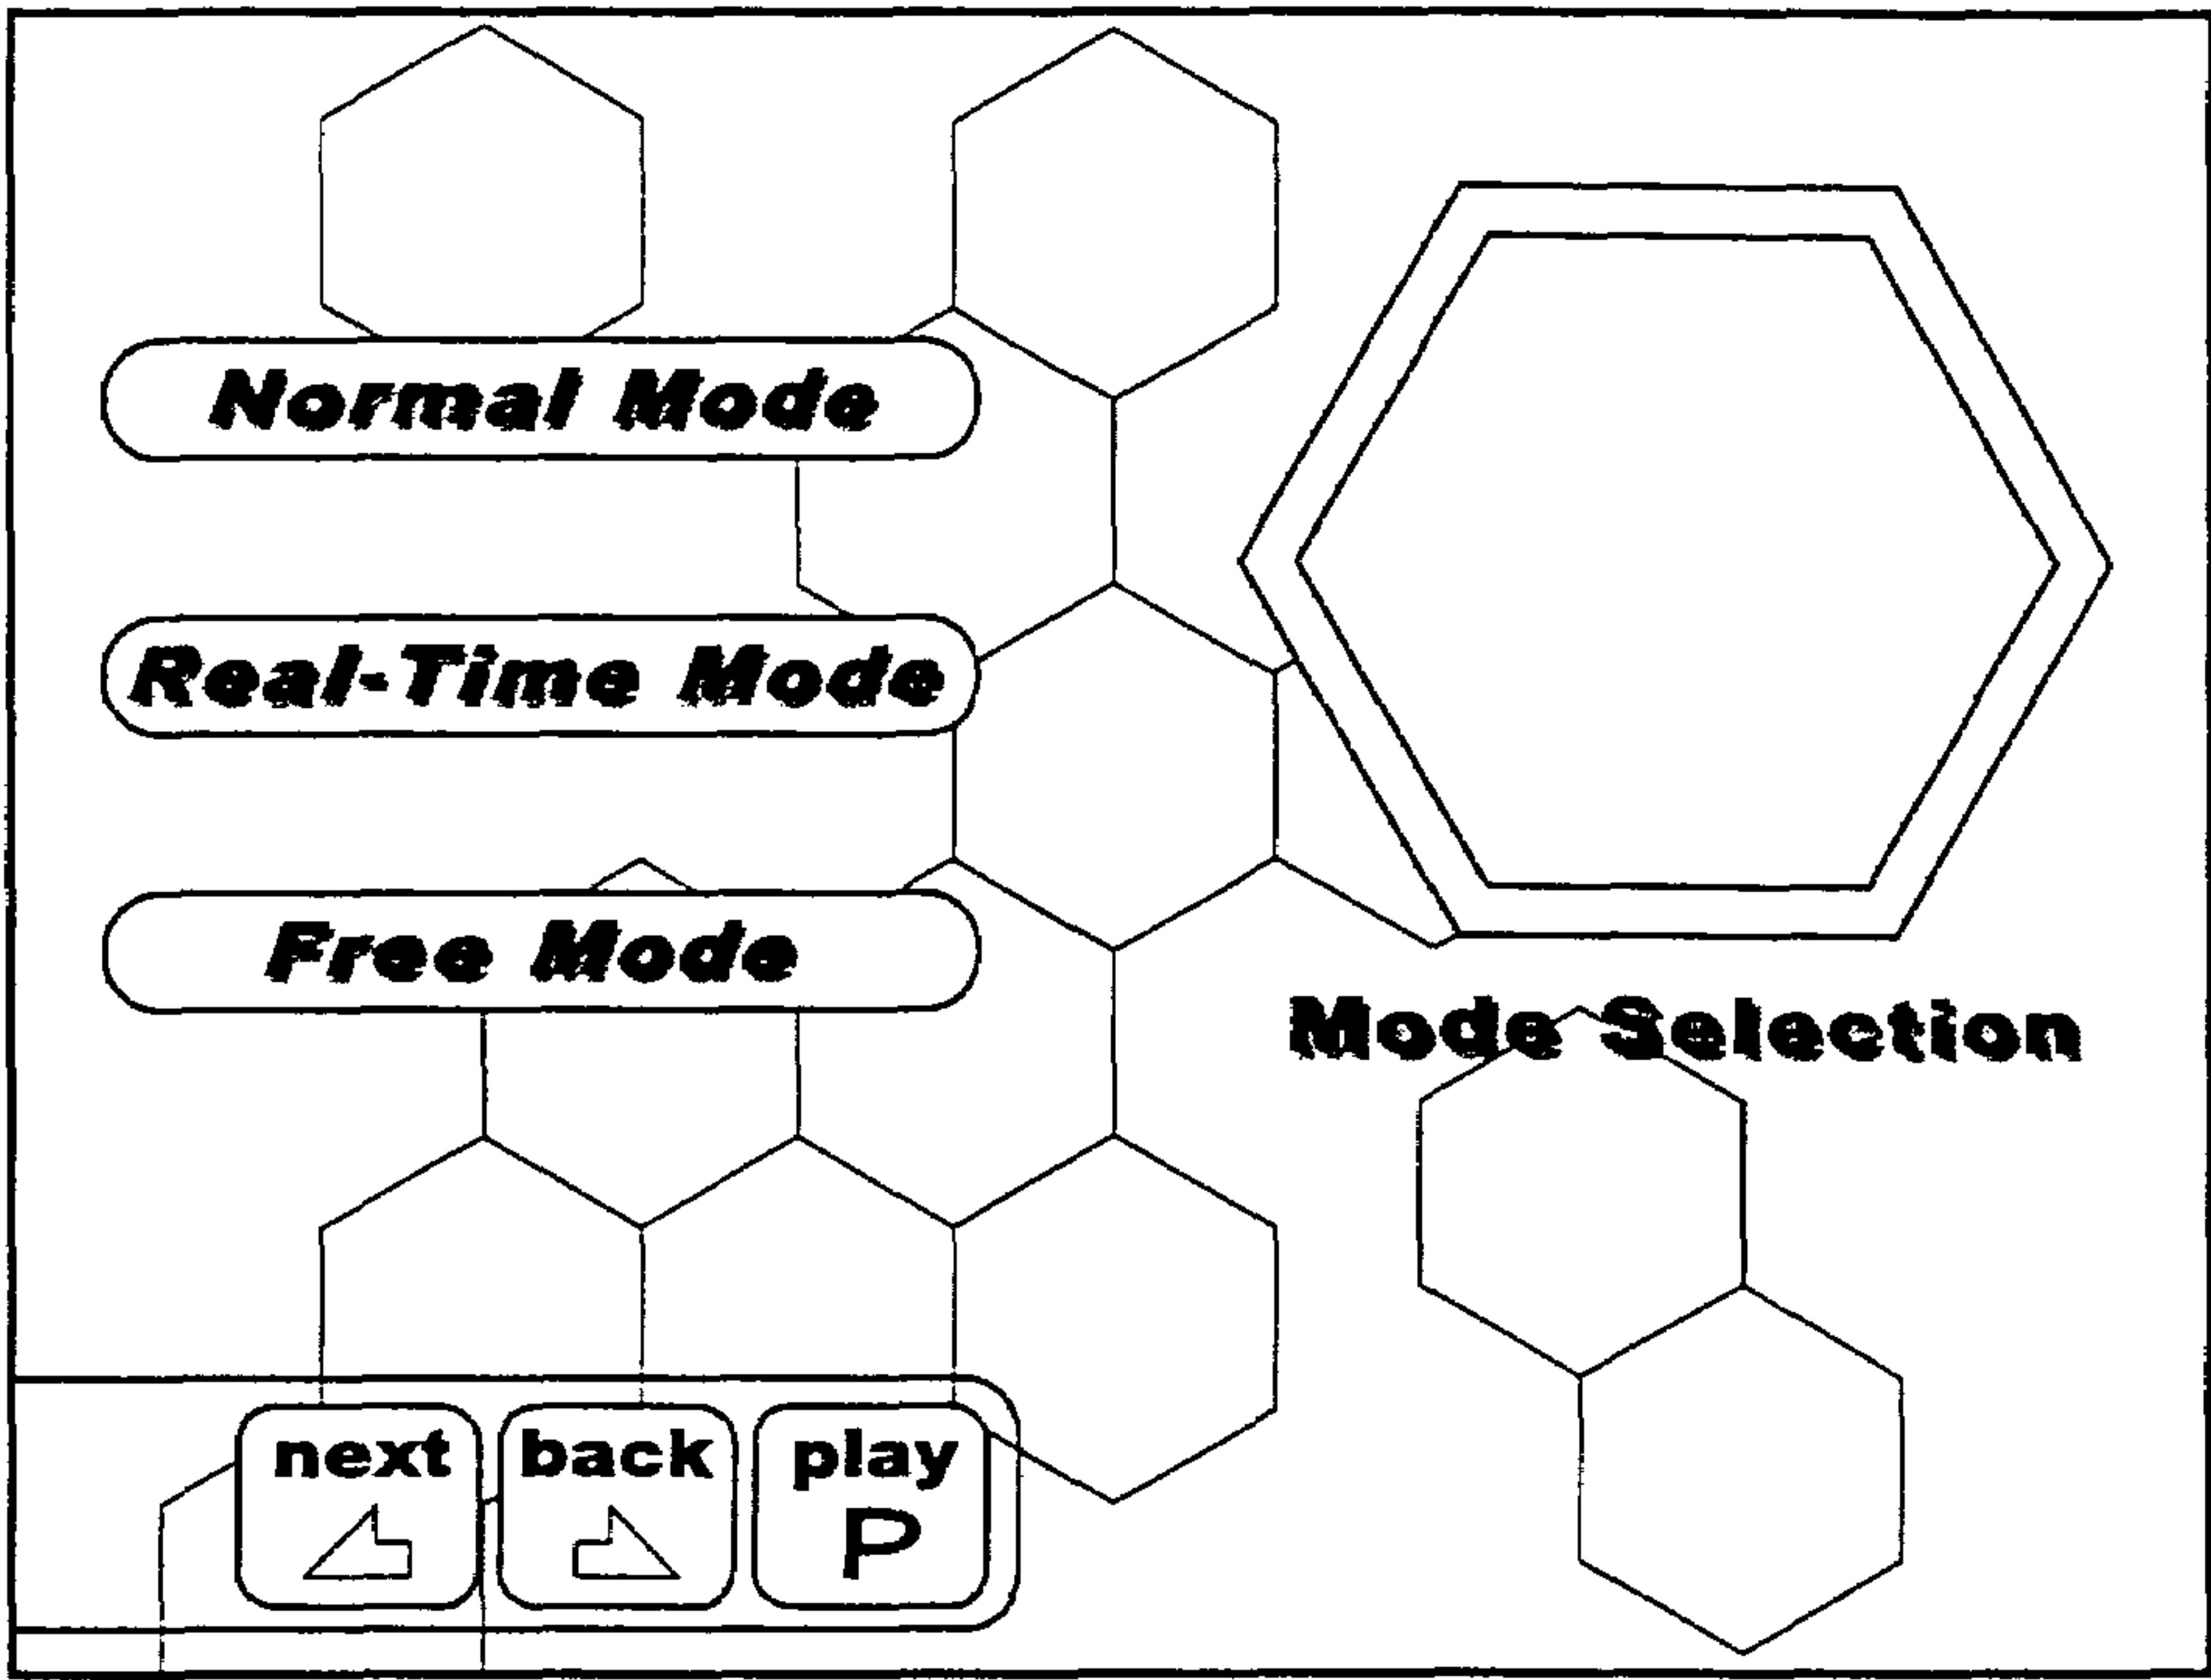 Normal Mode
Real-Time Mode
Free Mode
Mode Selection
next back play
P